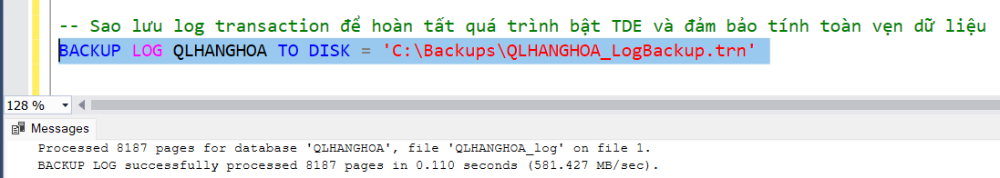 -- Sao lưu log transaction để hoàn tất quá trình bật TDE và đảm bảo tính toàn vẹn dữ liệu
BACKUP LOG QLHANGHOA TO DISK = 'C:\Backups\QLHANGHOA_LogBackup.trn'
128 %
Messages
Processed 8187 pages for database 'QLHANGHOA', file 'QLHANGHOA_log' on file 1.
BACKUP LOG successfully processed 8187 pages in 0.110 seconds (581.427 MB/sec).